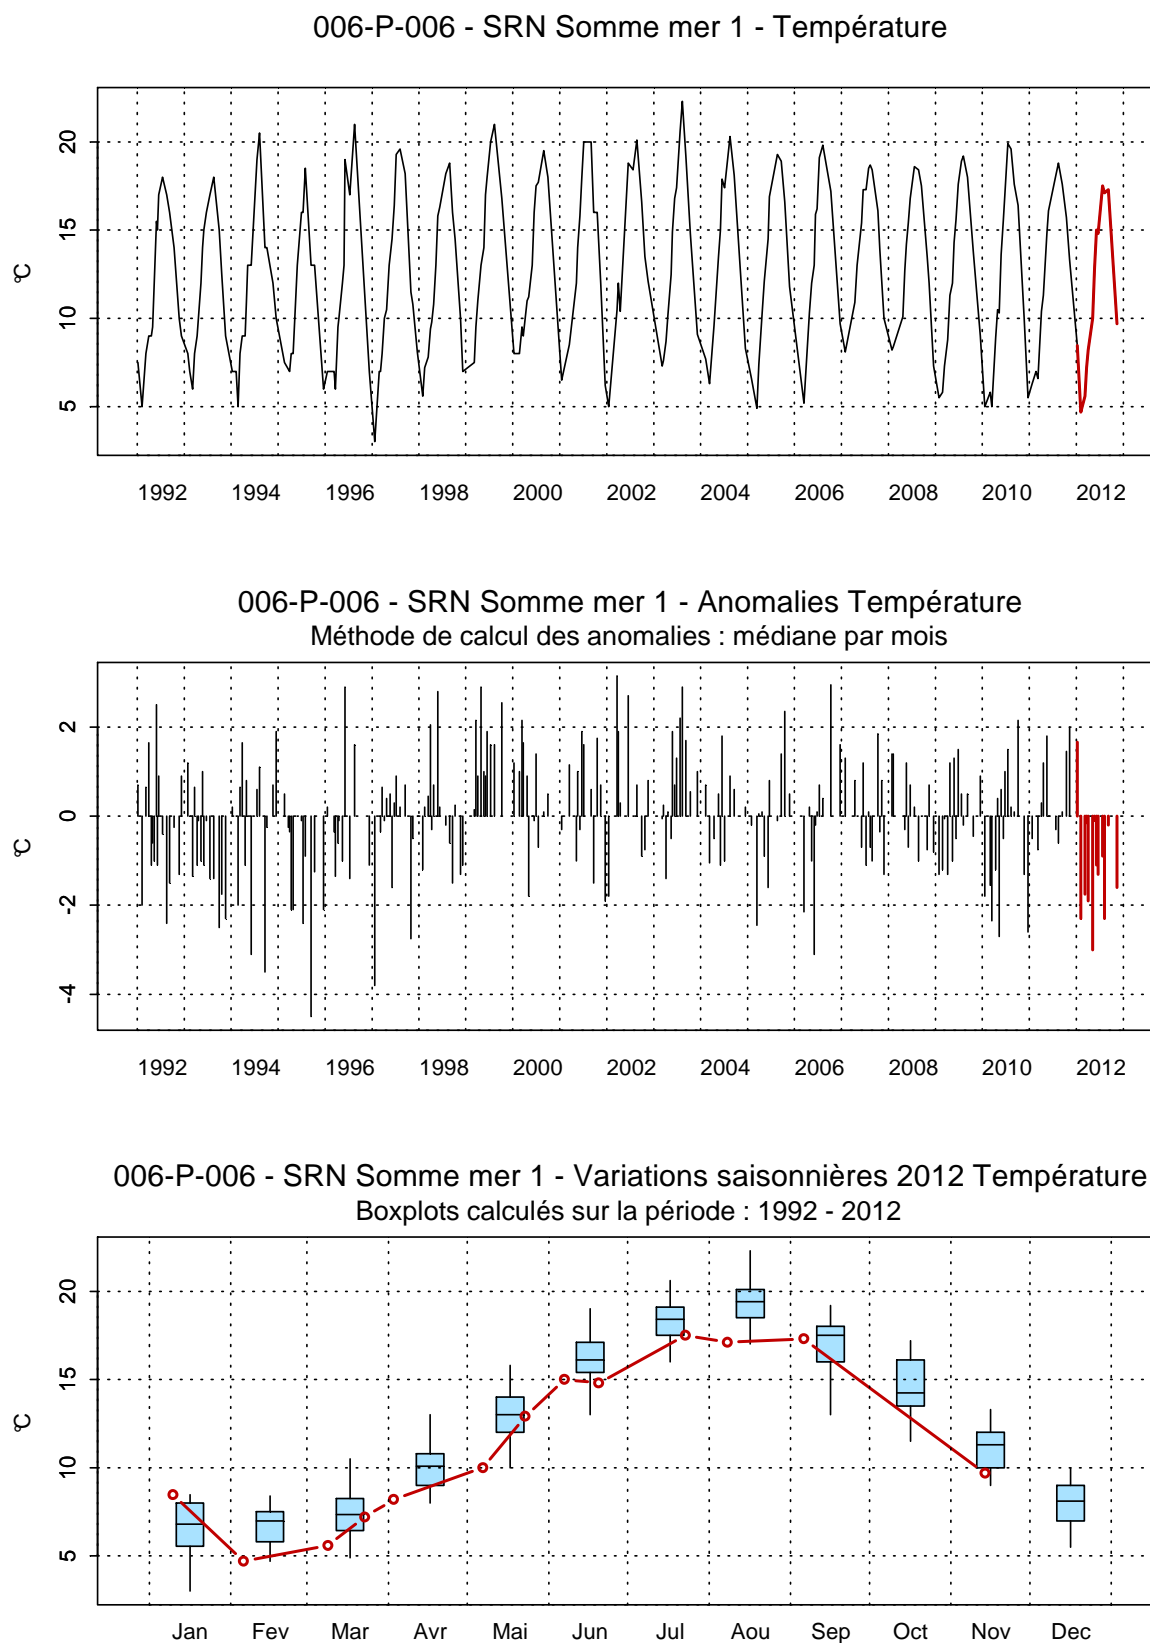 006-P-006 - SRN Somme mer 1 - Température
20
15
10
5
°C
1992 1994 1996 1998 2000 2002 2004 2006 2008 2010 2012
006-P-006 - SRN Somme mer 1 - Anomalies Température
Méthode de calcul des anomalies : médiane par mois
2
0
-2
-4
°C
1992 1994 1996 1998 2000 2002 2004 2006 2008 2010 2012
006-P-006 - SRN Somme mer 1 - Variations saisonnières 2012 Température
Boxplots calculés sur la période : 1992 - 2012
20
15
10
5
°C
Jan Fev Mar Avr Mai Jun Jul Aou Sep Oct Nov Dec